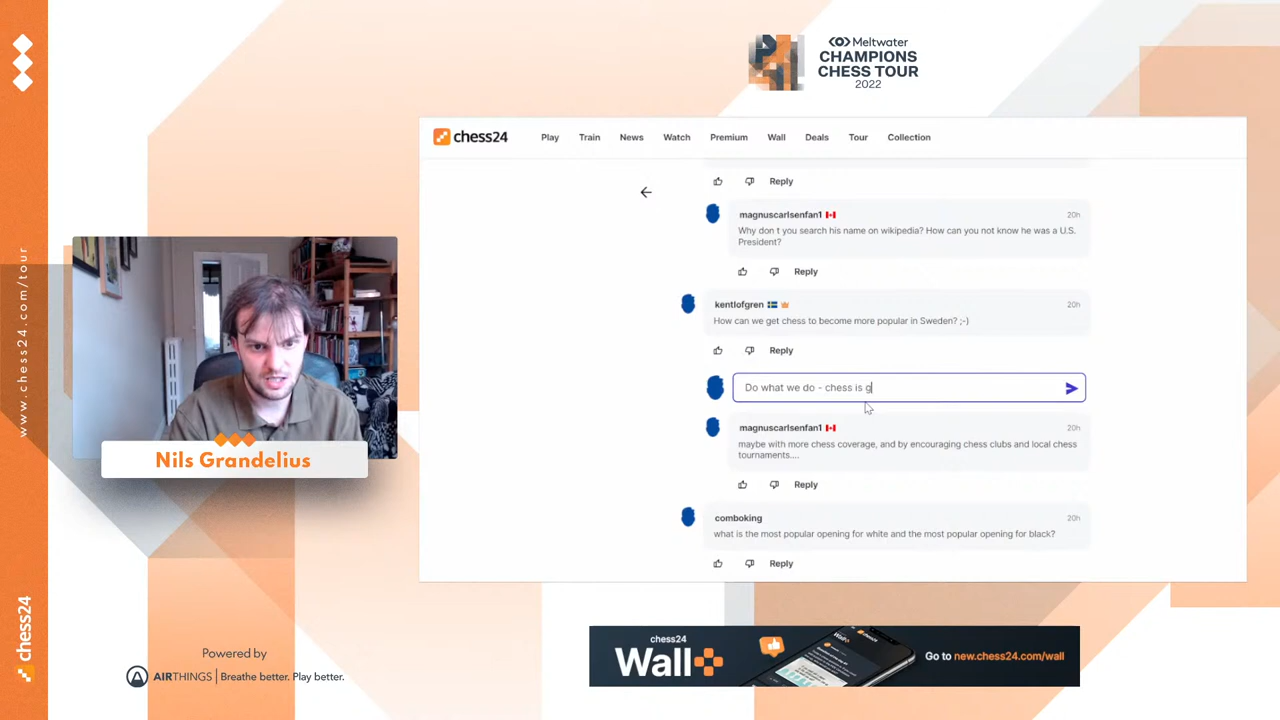 Meltwater
CHAMPIONS
CHESS TOUR
2022
www.chess24.com/tour
chess24
chess24
Play Train News Watch Premium Wall Deals Tour Collection
Reply
magnuscarlsenfan1 20h
Why don t you search his name on wikipedia? How can you not know he was a U.S.
President?
Reply
kentlofgren 20h
How can we get chess to become more popular in Sweden? ;-)
Reply
Do what we do - chess is g
magnuscarlsenfan1 20h
maybe with more chess coverage, and by encouraging chess clubs and local chess
tournaments....
Reply
comboking 20h
what is the most popular opening for white and the most popular opening for black?
Reply
Nils Grandelius
Powered by
AIRTHINGS | Breathe better. Play better.
chess24
Wall
Go to new.chess24.com/wall